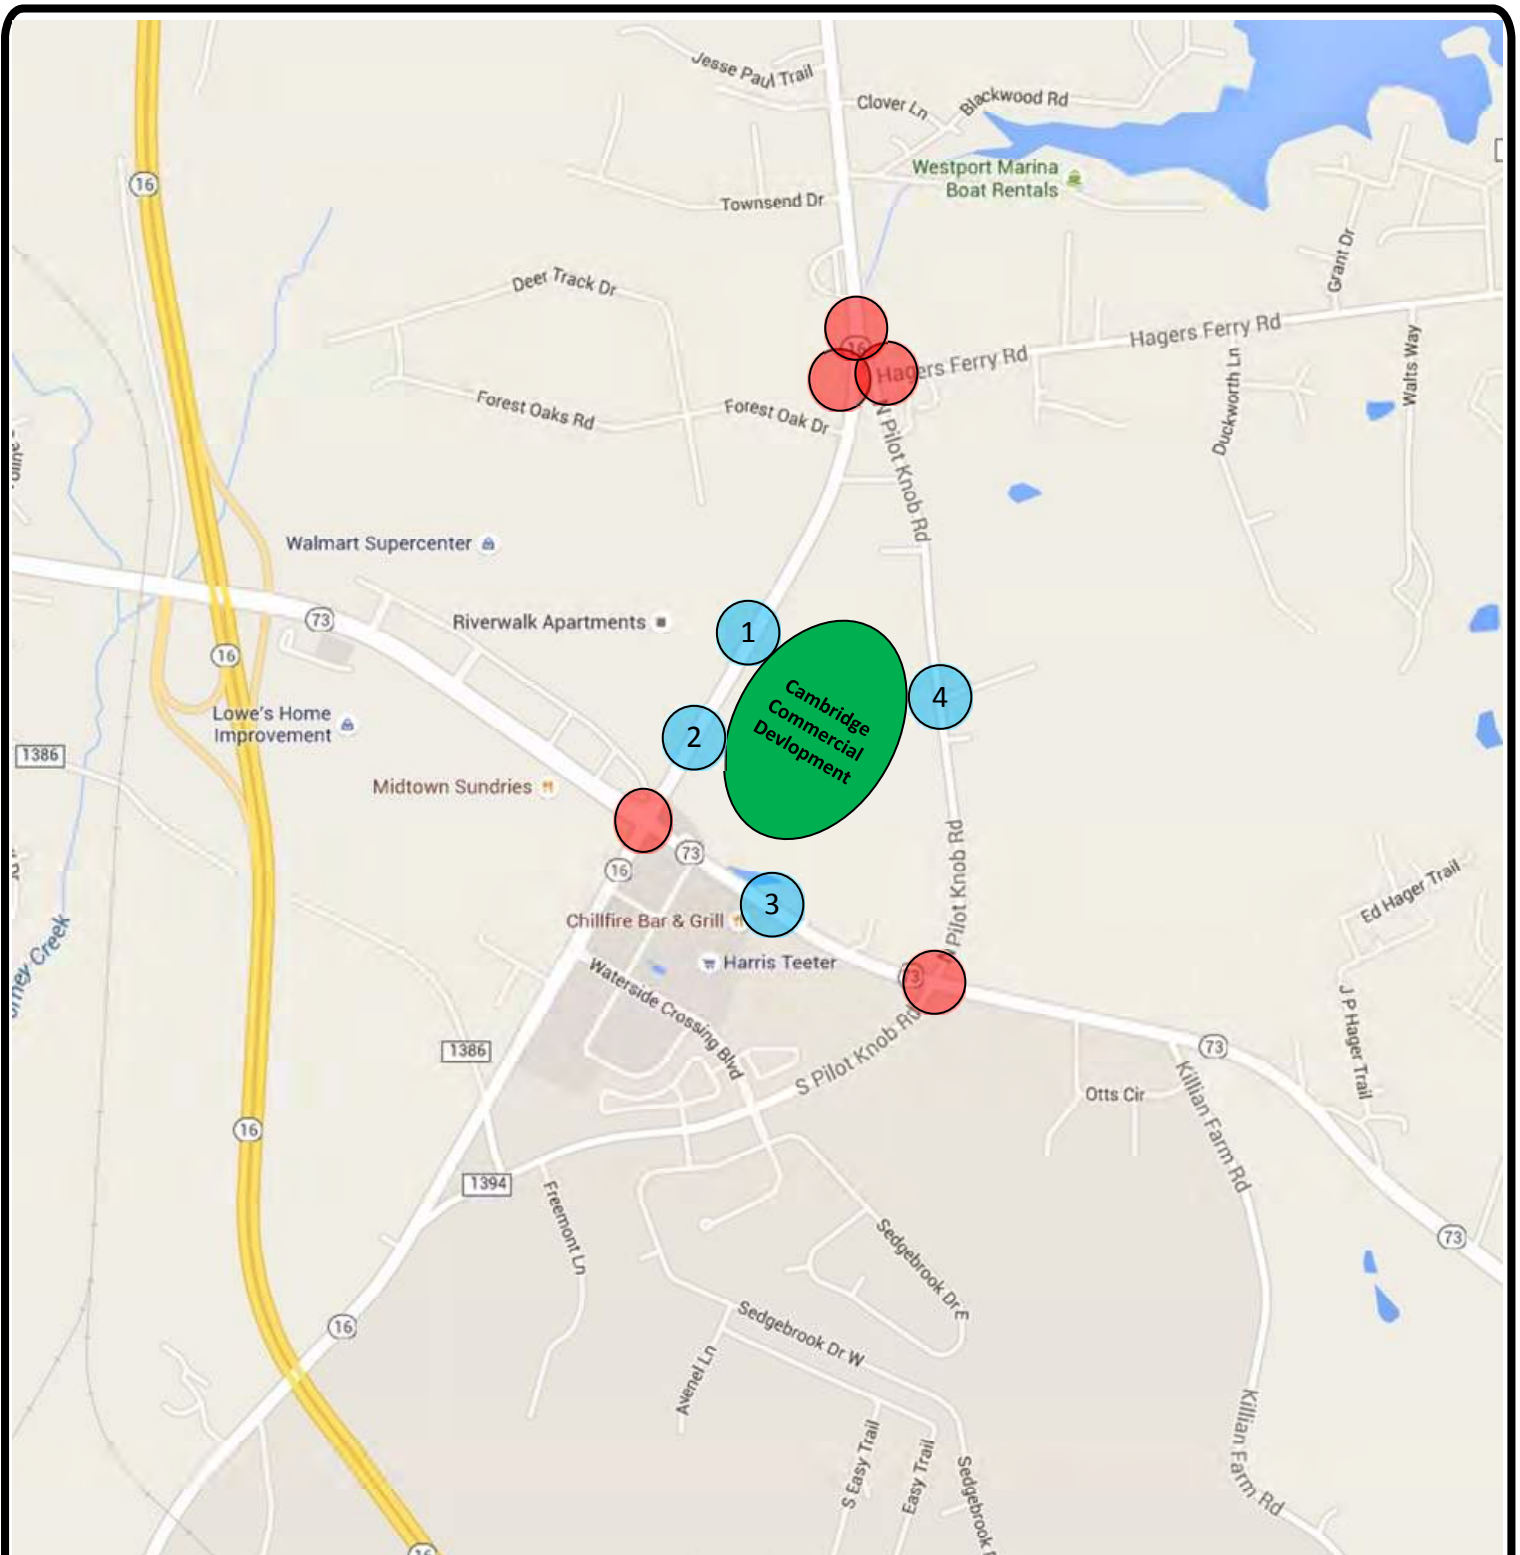 Jesse Paul Trail
Clover Ln
Blackwood Rd
Westport Marina
Boat Rentals
16
Townsend Dr
Grant Dr
Deer Track Dr
Hagers Ferry Rd
16
Hagers Ferry Rd
Walts Way
Duckworth Ln
Forest Oaks Rd
Forest Oak Dr
N Pilot Knob Rd
Walmart Supercenter
73
Riverwalk Apartments
1
16
Cambridge
Commercial
Devlopment
4
Lowe's Home
Improvement
2
1386
Midtown Sundries
73
16
N Pilot Knob Rd
Ed Hager Trail
3
Chillfire Bar & Grill
Harris Teeter
73
Waterside Crossing Blvd
S Pilot Knob Rd
J P Hager Trail
1386
73
Otts Cir
Killian Farm Rd
16
1394
Freemont Ln
Sedgebrook Dr E
73
16
Sedgebrook Dr W
Avenel Ln
Killian Farm Rd
S Easy Trail
Easy Trail
Sedgebrook
16